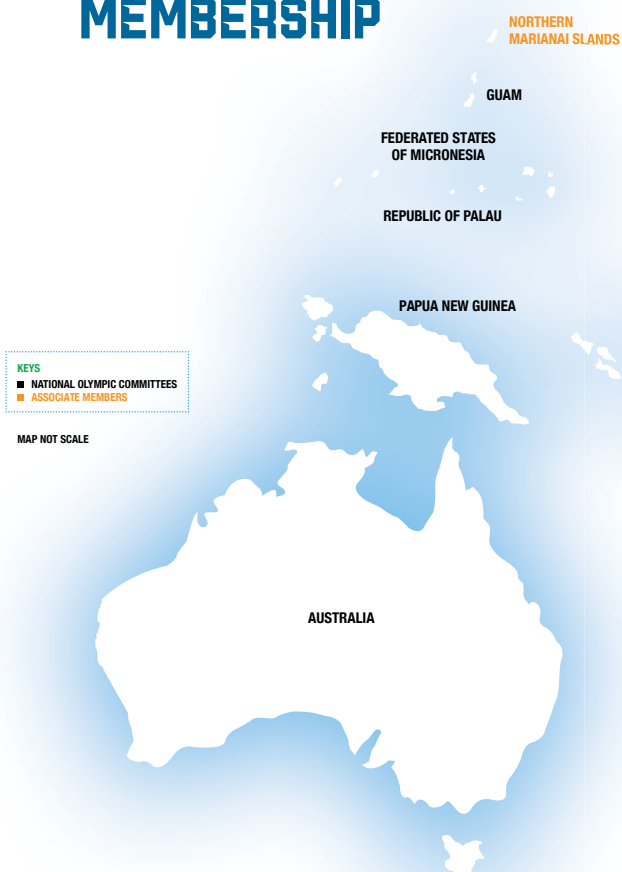 MEMBERSHIP
NORTHERN
MARIANAI SLANDS
GUAM
FEDERATED STATES
OF MICRONESIA
REPUBLIC OF PALAU
PAPUA NEW GUINEA
KEYS
NATIONAL OLYMPIC COMMITTEES
ASSOCIATE MEMBERS
MAP NOT SCALE
AUSTRALIA